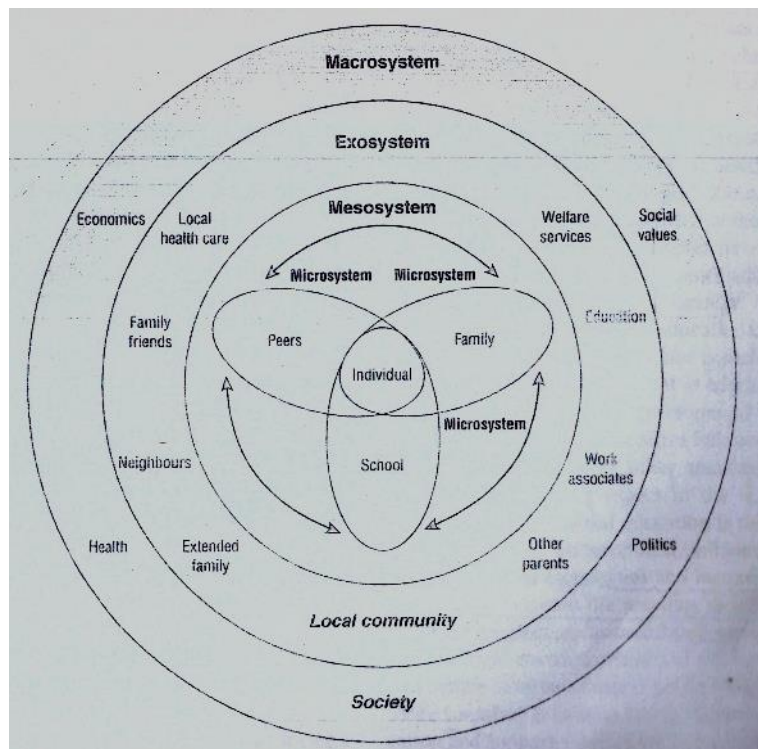 Macrosystem
Exosystem
Mesosystem
Economics
Local
health care
Welfare
services
Social
values
Microsystem
Microsystem
Family
friends
Peers
Family
Education
Individual
Microsystem
Neighbours
School
Work
associates
Health
Extended
family
Other
parents
Politics
Local community
Society